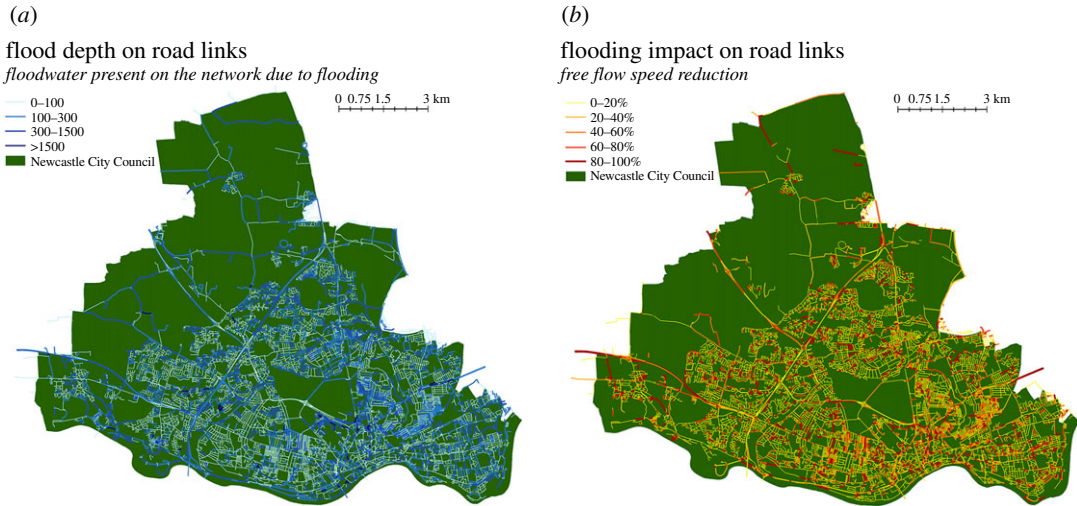 (a)
flood depth on road links
floodwater present on the network due to flooding
0 0.75 1.5 3 km
0–100
100–300
300–1500
>1500
Newcastle City Council
(b)
flooding impact on road links
free flow speed reduction
0 0.75 1.5 3 km
0–20%
20–40%
40–60%
60–80%
80–100%
Newcastle City Council